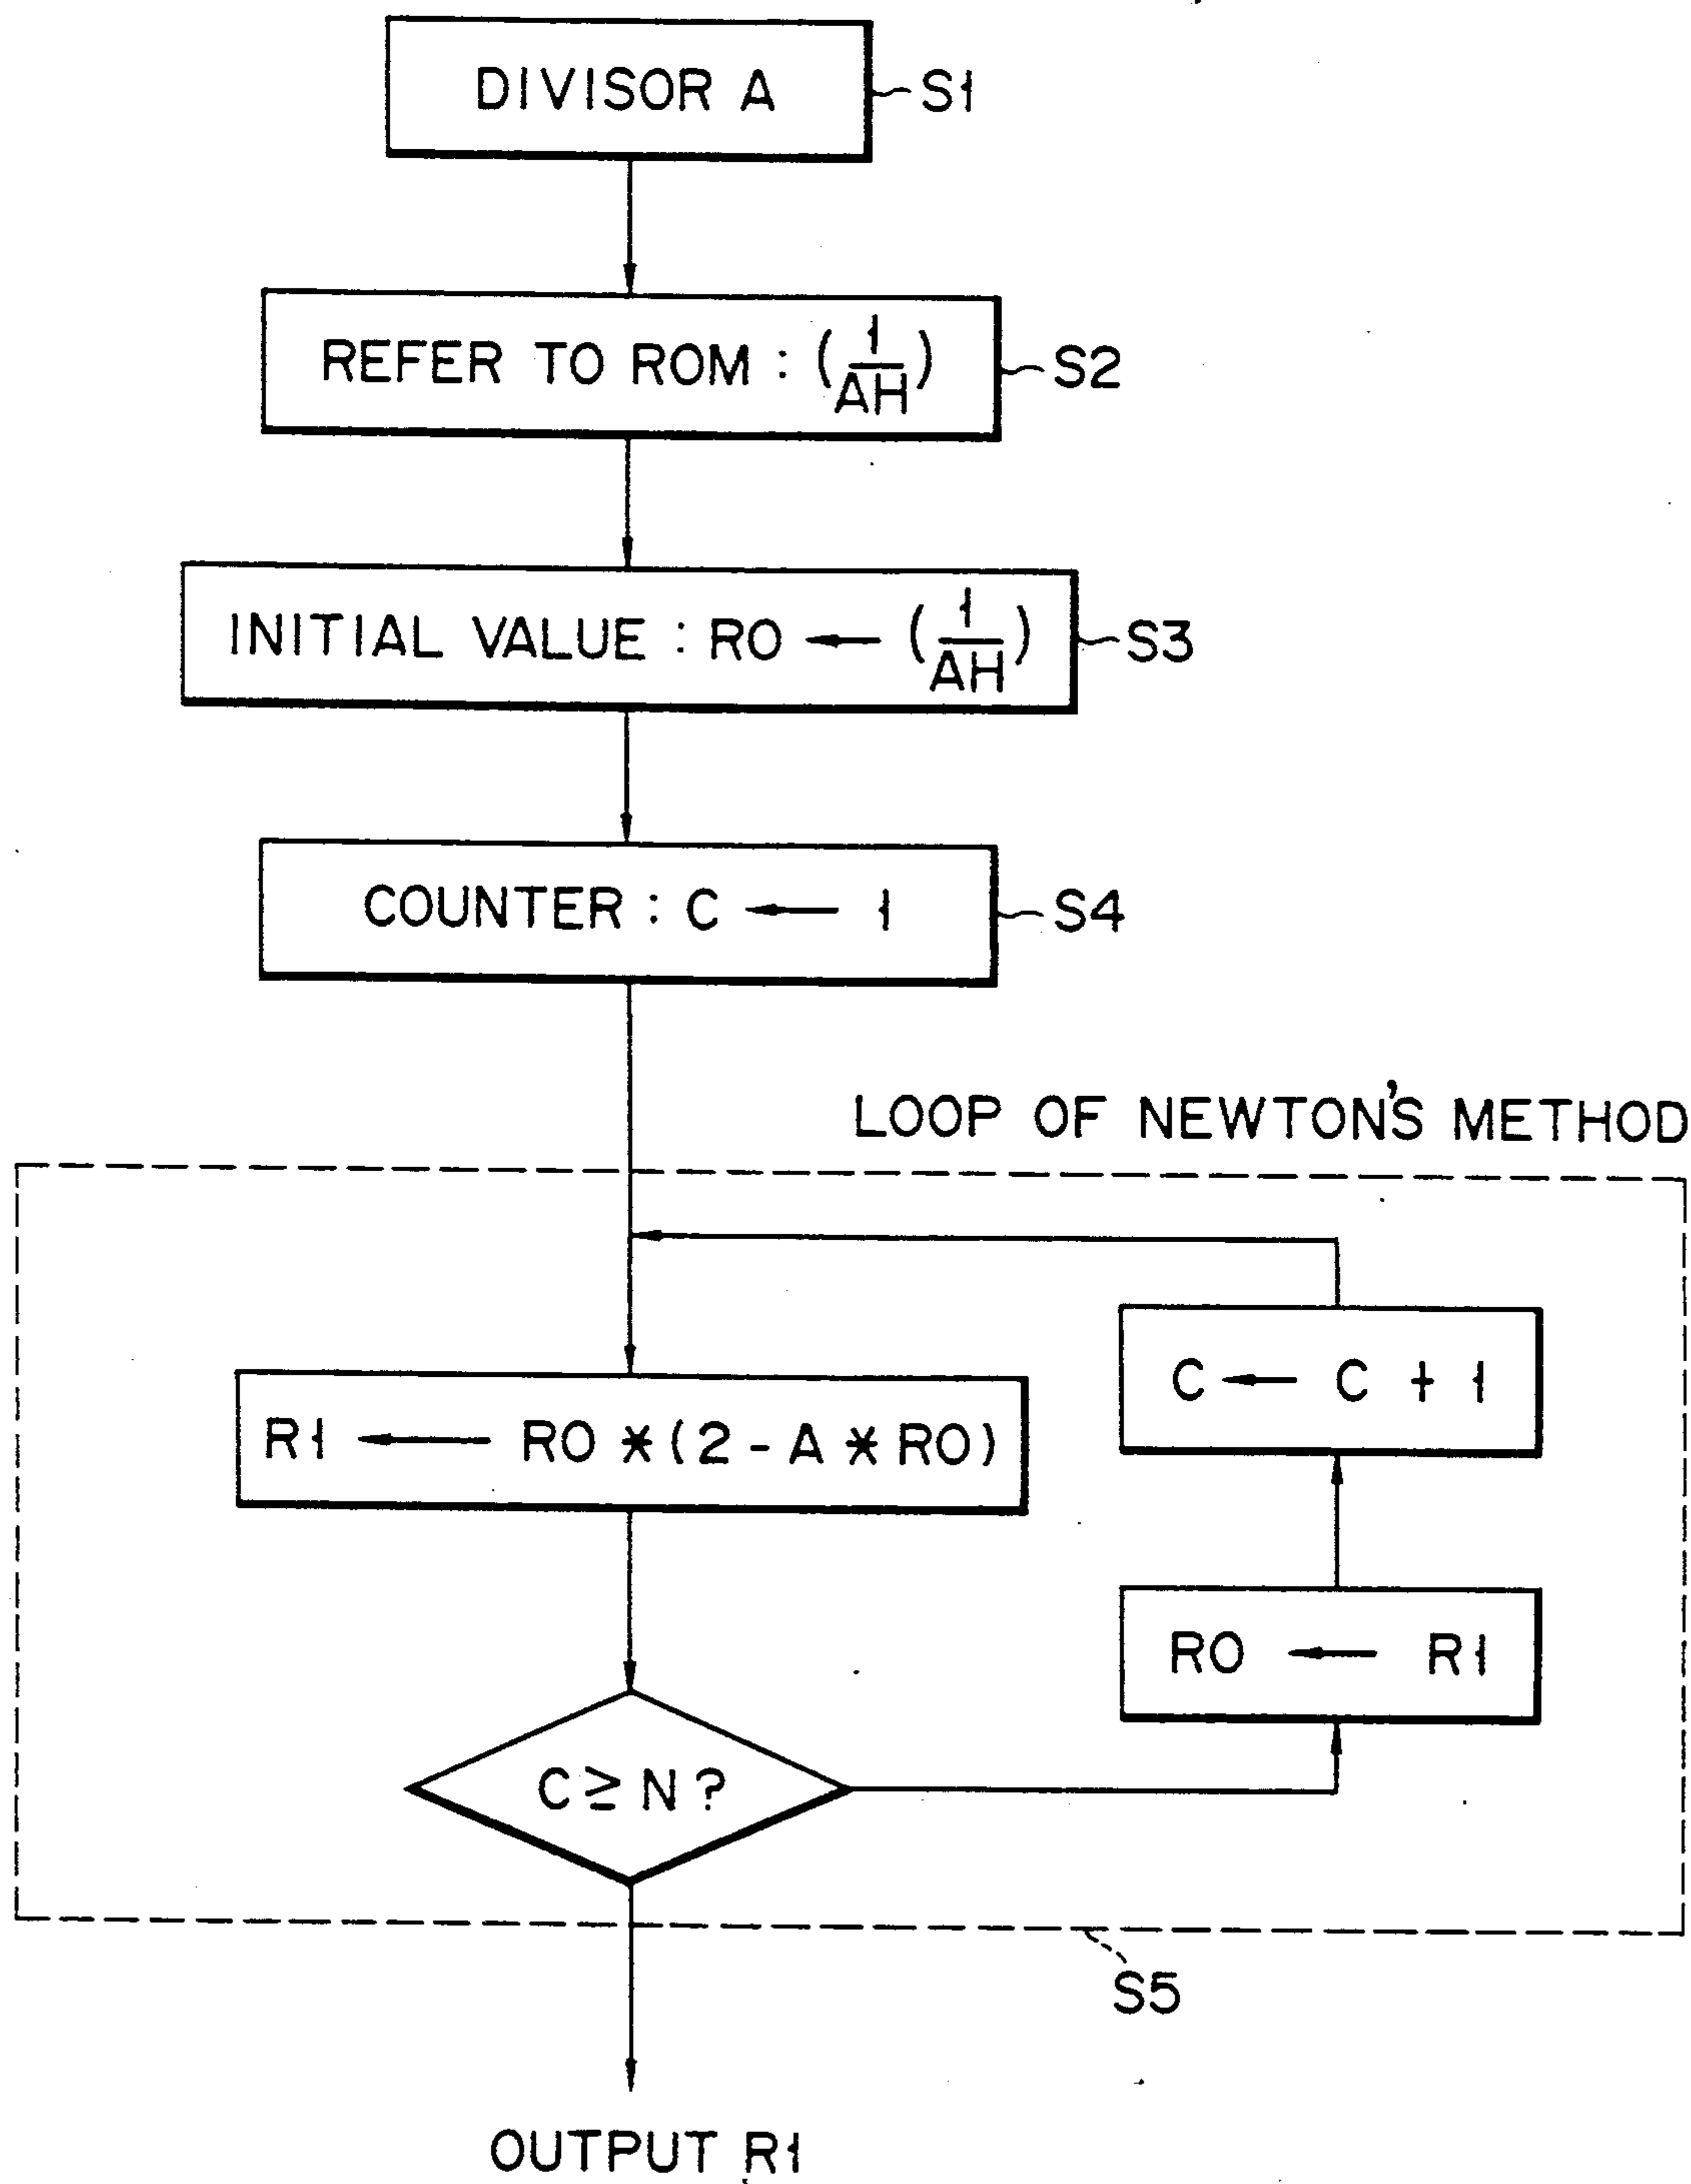 DIVISOR A
S1
REFER TO ROM : (1/AH)
S2
INITIAL VALUE : R0 ← (1/AH)
S3
COUNTER : C ← 1
S4
LOOP OF NEWTON'S METHOD
C ← C + 1
R1 ← R0 * (2 - A * R0)
R0 ← R1
C ≥ N ?
S5
OUTPUT R1